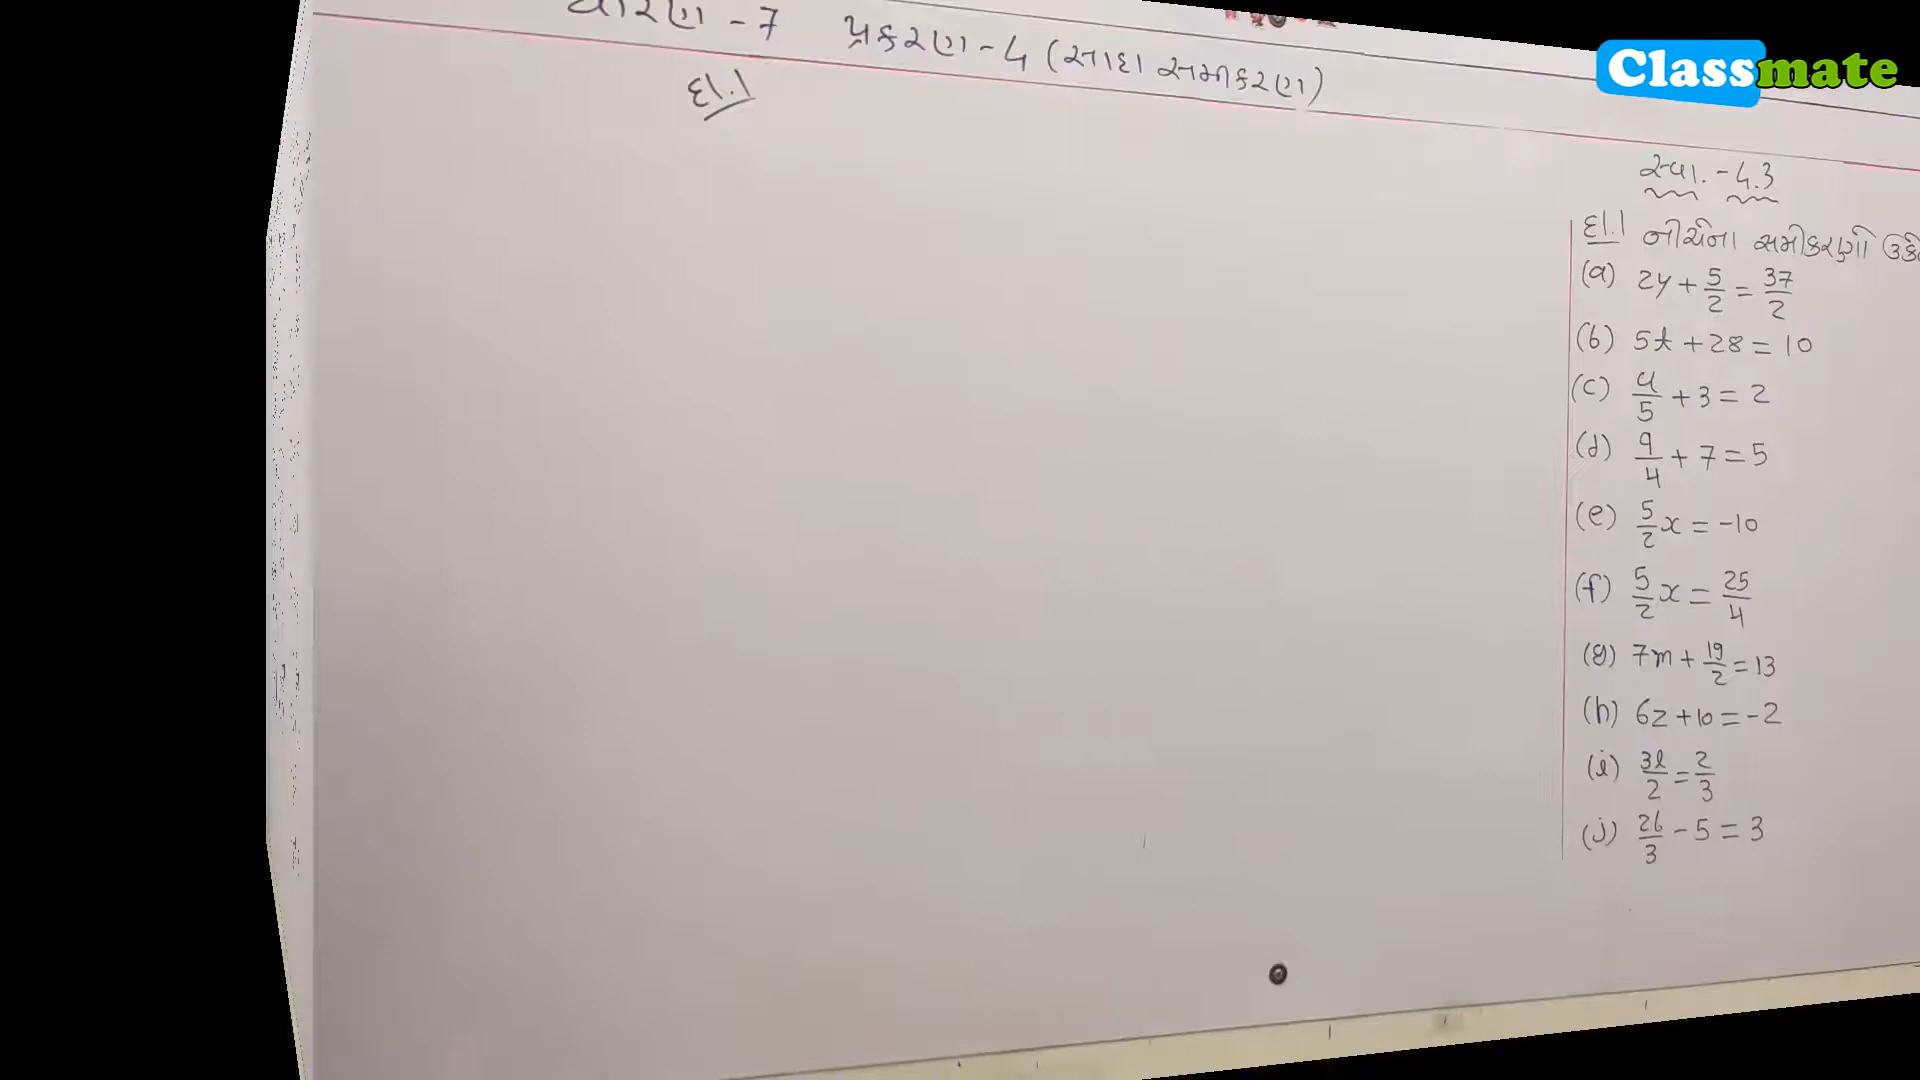 ધોરણ - 7 પ્રકરણ - 4 (સાદા સમીકરણ)
Classmate
દા.1
સ્વા. - 4.3
દા.1 નીચેના સમીકરણો
(a) 2y + 5/2 = 37/2
(b) 5t + 28 = 10
(c) a/5 + 3 = 2
(d) q/4 + 7 = 5
(e) 5/2 x = -10
(f) 5/2 x = 25/4
(g) 7m + 19/2 = 13
(h) 6z + 10 = -2
(i) 3l/2 = 2/3
(j) 2b/3 - 5 = 3